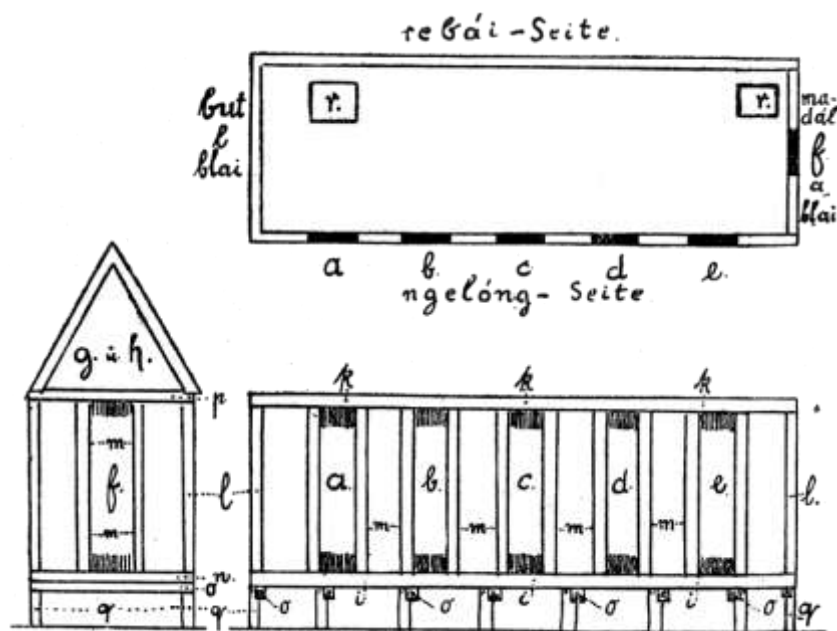 rebái-Seite.
but
l
blai
r.
r.
ma-
dál
f
a
blai
a b. c d e.
ngelóng- Seite
g. u h.
k k k
p
m
f.
m
l
a. b. c. d. e.
l.
m m m m
n.
o
q q o i o i o i o q